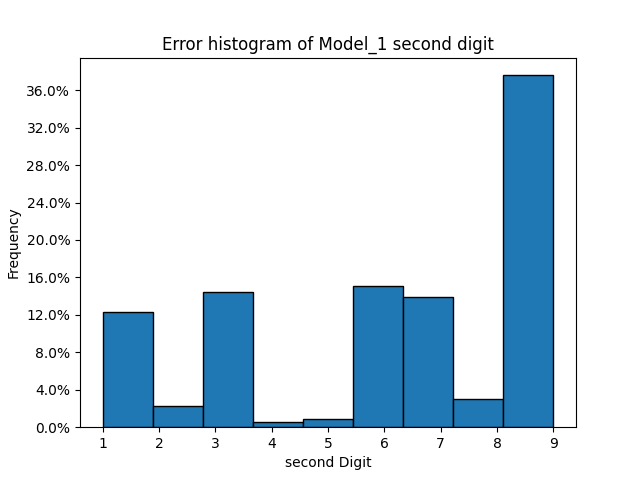 Error histogram of Model_1 second digit
36.0%
32.0%
28.0%
24.0%
20.0%
16.0%
12.0%
8.0%
4.0%
0.0%
Frequency
1 2 3 4 5 6 7 8 9
second Digit